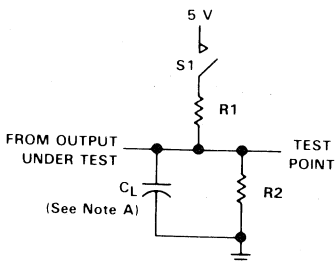 5 V
S1
R1
FROM OUTPUT
UNDER TEST
TEST
POINT
CL
(See Note A)
R2